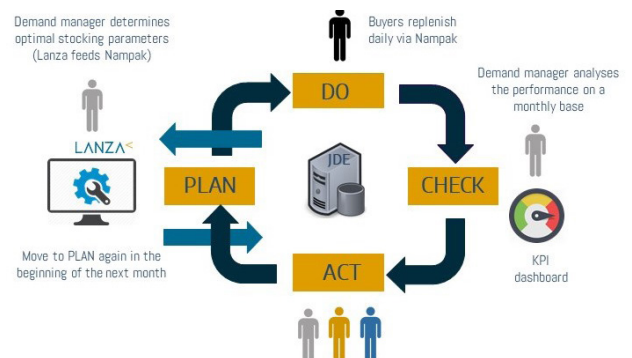 Demand manager determines
optimal stocking parameters
(Lanza feeds Nampak)
Buyers replenish
daily via Nampak
Demand manager analyses
the performance on a
monthly base
DO
LANZA
JDE
PLAN
CHECK
Move to PLAN again in the
beginning of the next month
ACT
KPI
dashboard